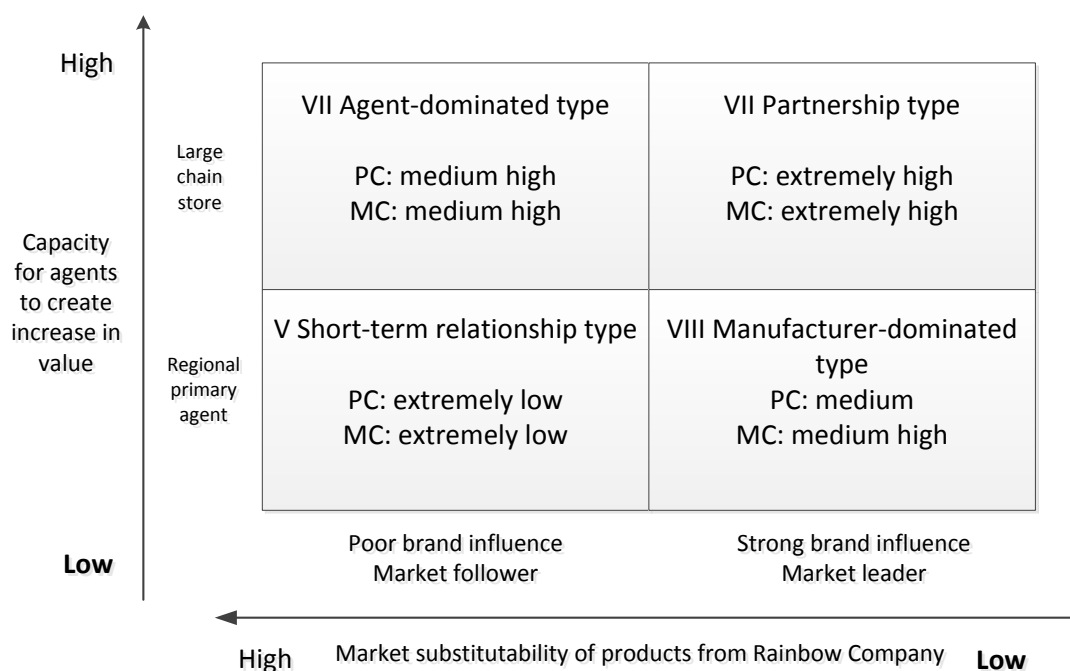 High
VII Agent-dominated type
PC: medium high
MC: medium high
VII Partnership type
PC: extremely high
MC: extremely high
Large
chain
store
Capacity
for agents
to create
increase in
value
V Short-term relationship type
PC: extremely low
MC: extremely low
VIII Manufacturer-dominated
type
PC: medium
MC: medium high
Regional
primary
agent
Low
Poor brand influence
Market follower
Strong brand influence
Market leader
High
Market substitutability of products from Rainbow Company
Low